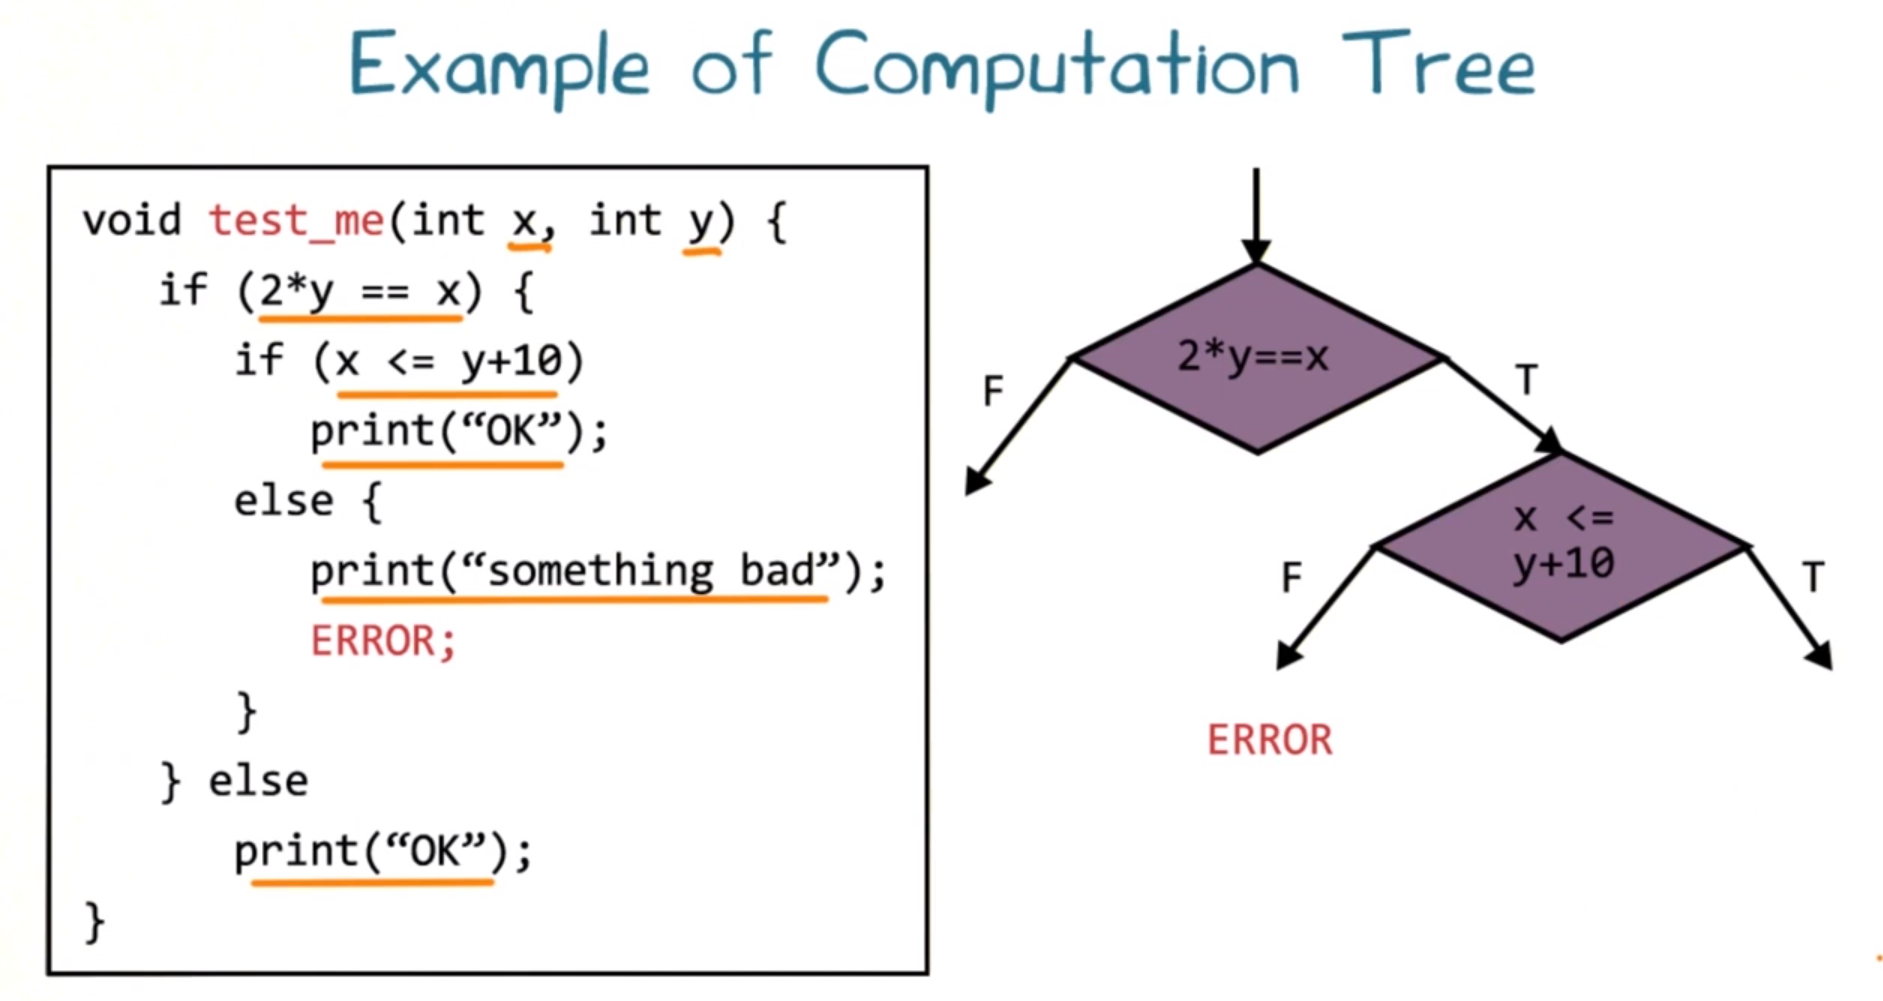 Example of Computation Tree
void test_me(int x, int y) {
if (2*y == x) {
if (x <= y+10)
print(“OK”);
else {
print(“something bad”);
ERROR;
}
} else
print(“OK”);
}
2*y==x
F
T
x <=
y+10
F
T
ERROR